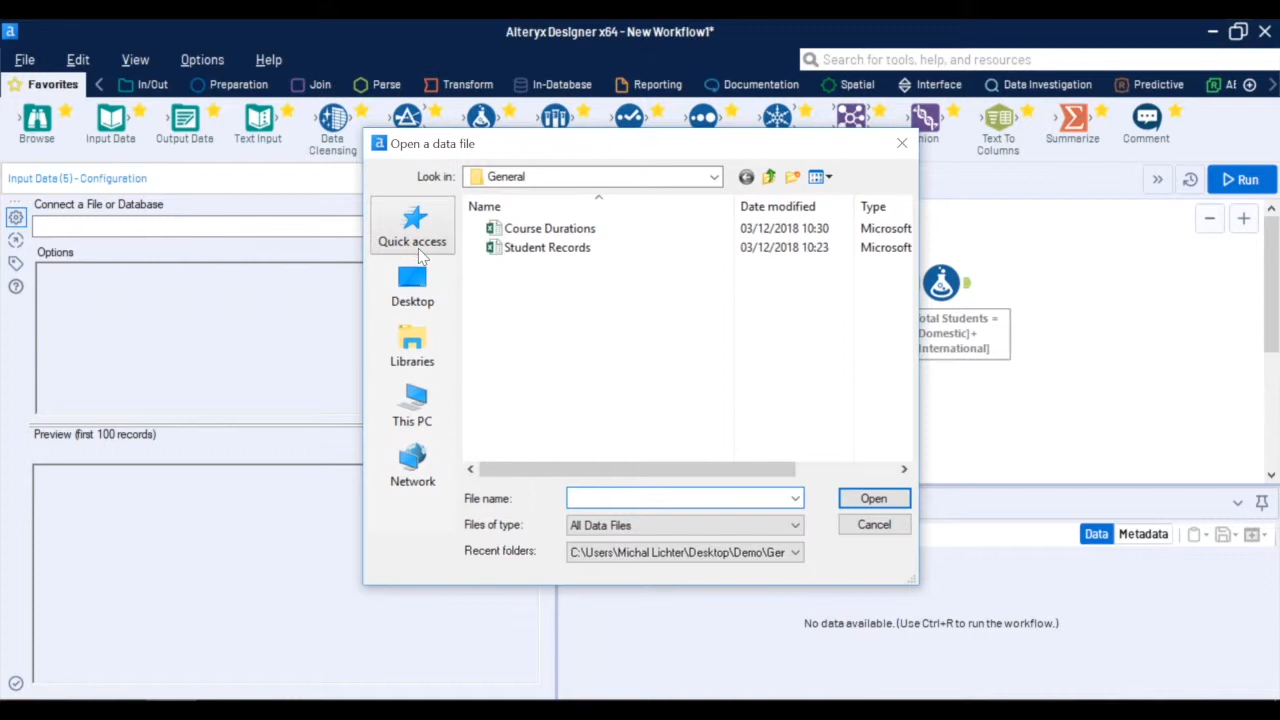 Alteryx Designer x64 - New Workflow1*
File Edit View Options Help
Search for tools, help, and resources
Favorites In/Out Preparation Join Parse Transform In-Database Reporting Documentation Spatial Interface Data Investigation Predictive
Browse Input Data Output Data Text Input Data Cleansing Text To Columns Summarize Comment
Input Data (5) - Configuration
Run
Connect a File or Database
Options
Preview (first 100 records)
Open a data file
Look in: General
Quick access
Desktop
Libraries
This PC
Network
Name Date modified Type
Course Durations 03/12/2018 10:30 Microsoft
Student Records 03/12/2018 10:23 Microsoft
File name: Open
Files of type: All Data Files Cancel
Recent folders: C:\Users\Michal Lichter\Desktop\Demo\Ger
otal Students =
Domestic]+
International]
Data Metadata
No data available. (Use Ctrl+R to run the workflow.)